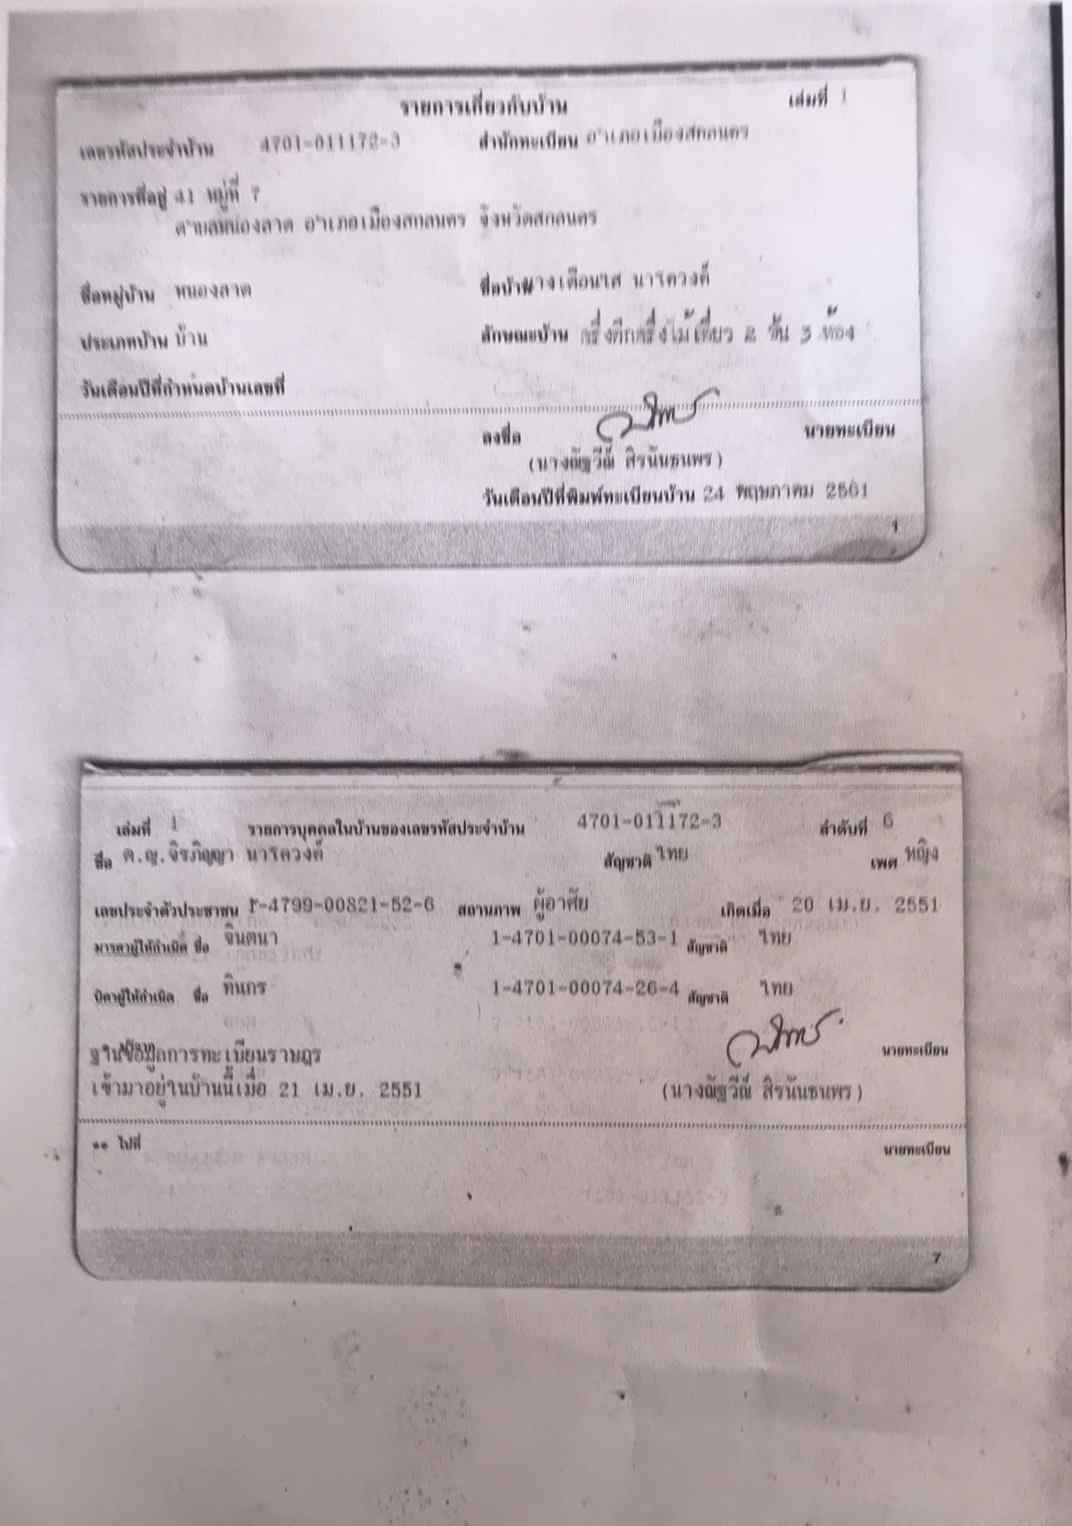 รายการเกี่ยวกับบ้าน เล่มที่ 1
เลขรหัสประจำบ้าน 4701-011172-3 สำนักทะเบียน อำเภอเมืองสกลนคร
รายการที่อยู่ 41 หมู่ที่ 7
ตำบลหนองลาด อำเภอเมืองสกลนคร จังหวัดสกลนคร
ชื่อหมู่บ้าน หนองลาด ชื่อบ้าน นารควงค์
ประเภทบ้าน บ้าน ลักษณะบ้าน ครึ่งตึกครึ่งไม้เดี่ยว 2 ชั้น 3 ห้อง
วันเดือนปีที่กำหนดบ้านเลขที่
ลงชื่อ นายทะเบียน
(นางณัฐวีณ์ สิรนันธนพร)
วันเดือนปีที่พิมพ์ทะเบียนบ้าน 24 พฤษภาคม 2561
1
เล่มที่ 1 รายการบุคคลในบ้านของเลขรหัสประจำบ้าน 4701-011172-3 ลำดับที่ 6
ชื่อ ด.ญ.จิรภิญญา นารควงค์ สัญชาติ ไทย เพศ หญิง
เลขประจำตัวประชาชน 1-4799-00821-52-6 สถานภาพ ผู้อาศัย เกิดเมื่อ 20 เม.ย. 2551
มารดาผู้ให้กำเนิด ชื่อ จินตนา 1-4701-00074-53-1 สัญชาติ ไทย
บิดาผู้ให้กำเนิด ชื่อ ทินกร 1-4701-00074-26-4 สัญชาติ ไทย
ฐานข้อมูลการทะเบียนราษฎร นายทะเบียน
เข้ามาอยู่ในบ้านนี้เมื่อ 21 เม.ย. 2551 (นางณัฐวีณ์ สิรนันธนพร)
** ไปที่ นายทะเบียน
7